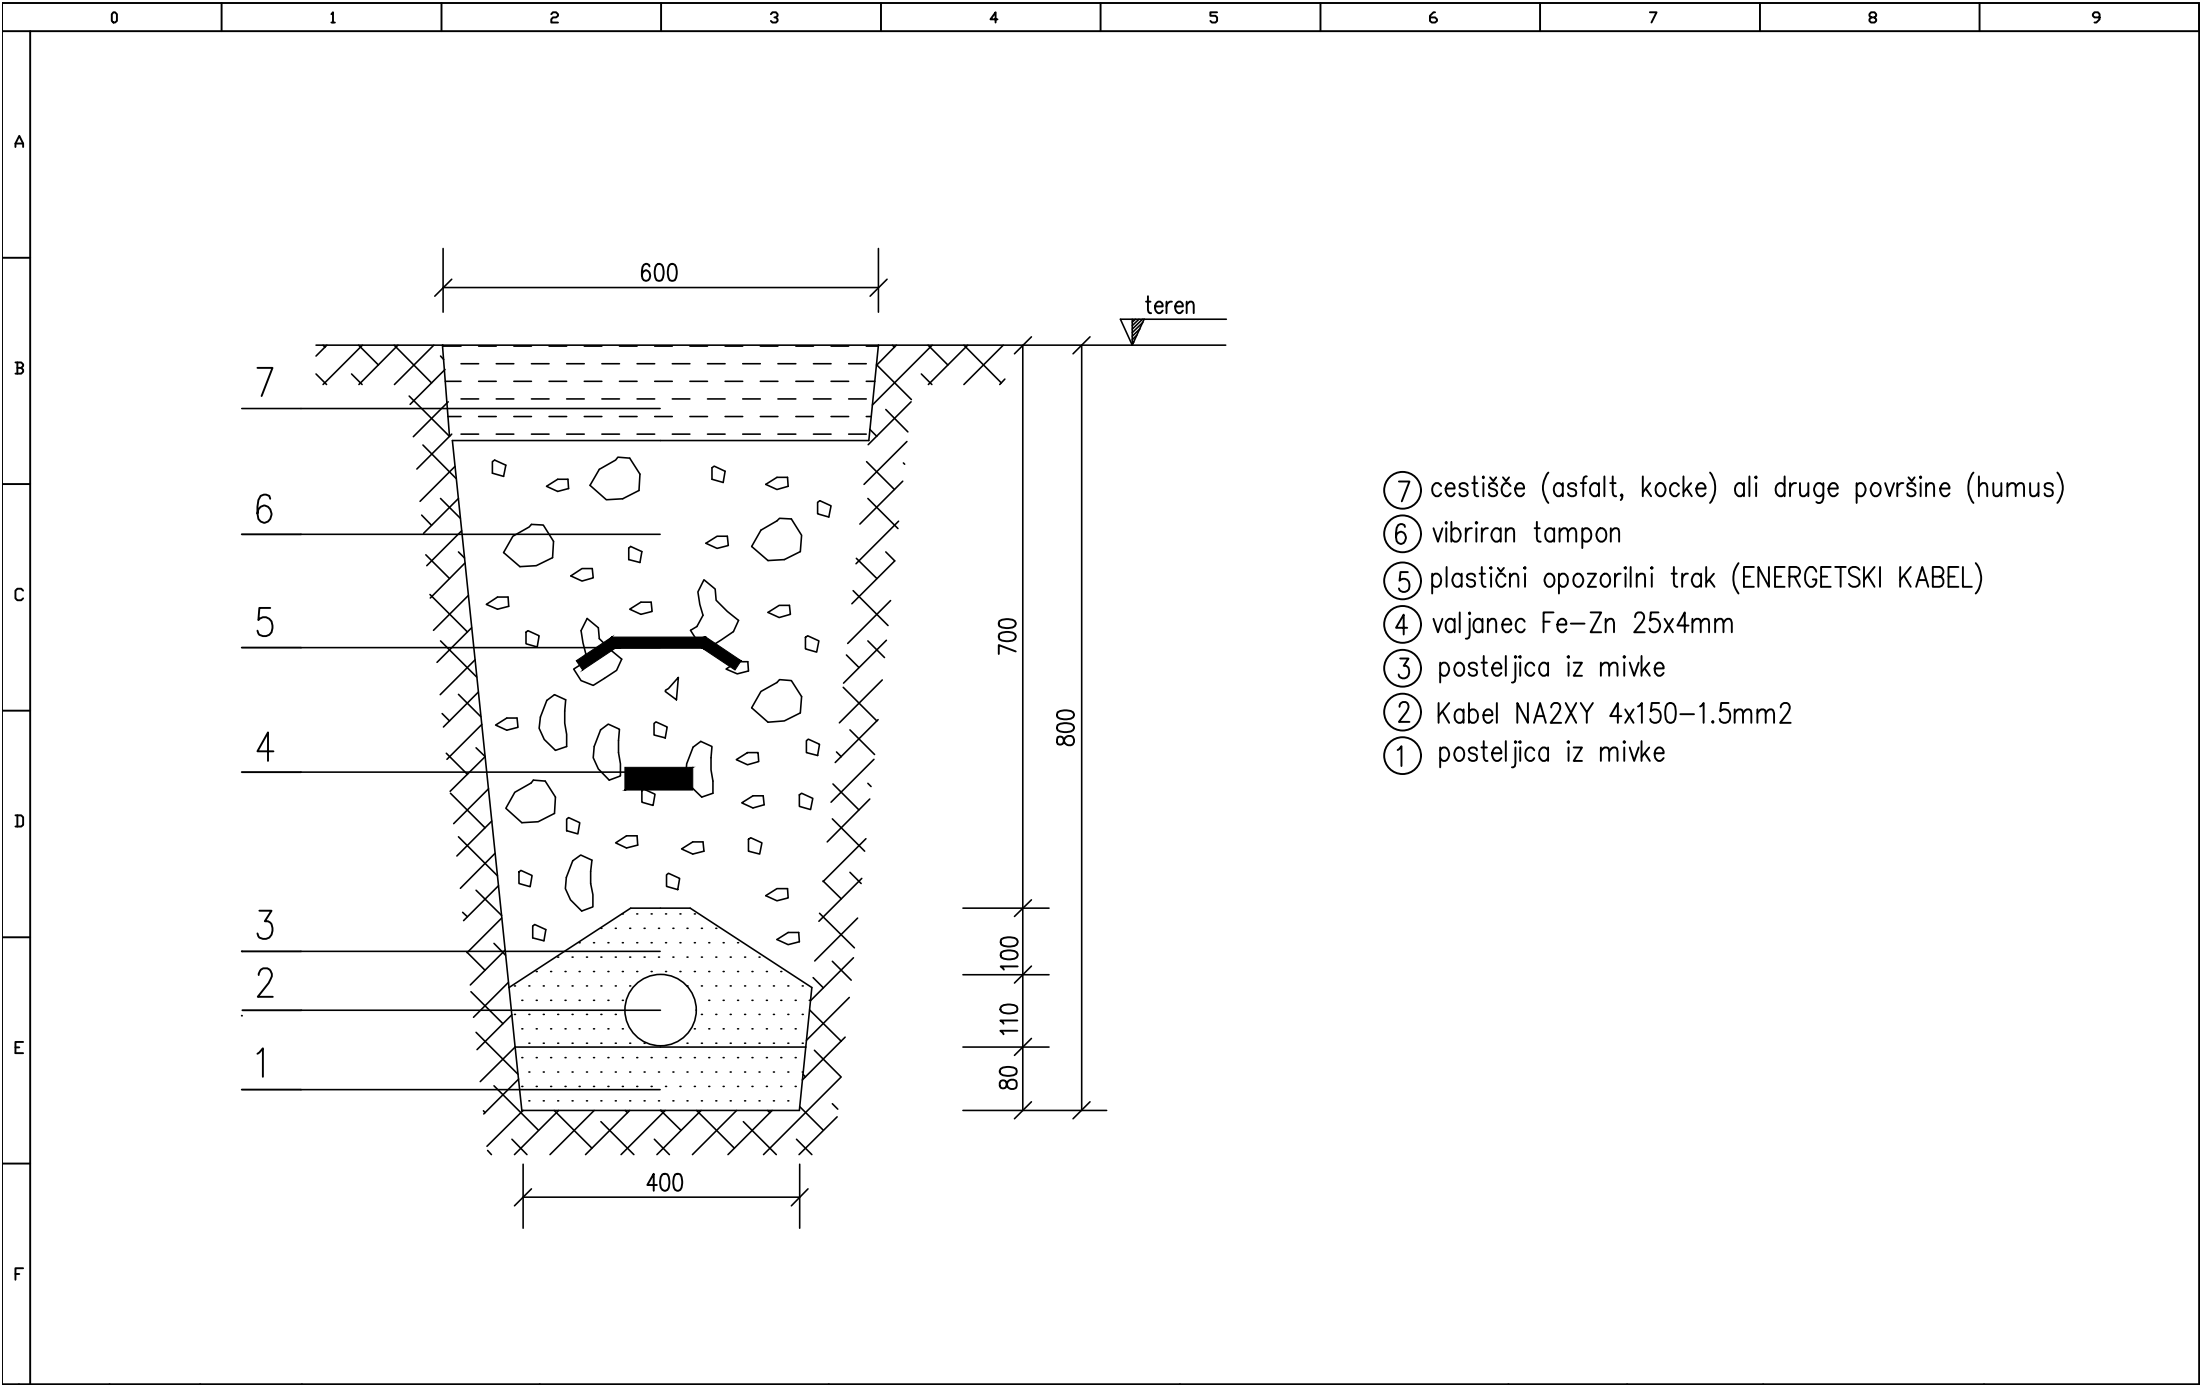 0 1 2 3 4 5 6 7 8 9
A
B
C
D
E
F
600
teren
7
6
5
4
3
2
1
700
800
100
110
80
400
7 cestišče (asfalt, kocke) ali druge površine (humus)
6 vibriran tampon
5 plastični opozorilni trak (ENERGETSKI KABEL)
4 valjanec Fe-Zn 25x4mm
3 posteljica iz mivke
2 Kabel NA2XY 4x150-1.5mm2
1 posteljica iz mivke